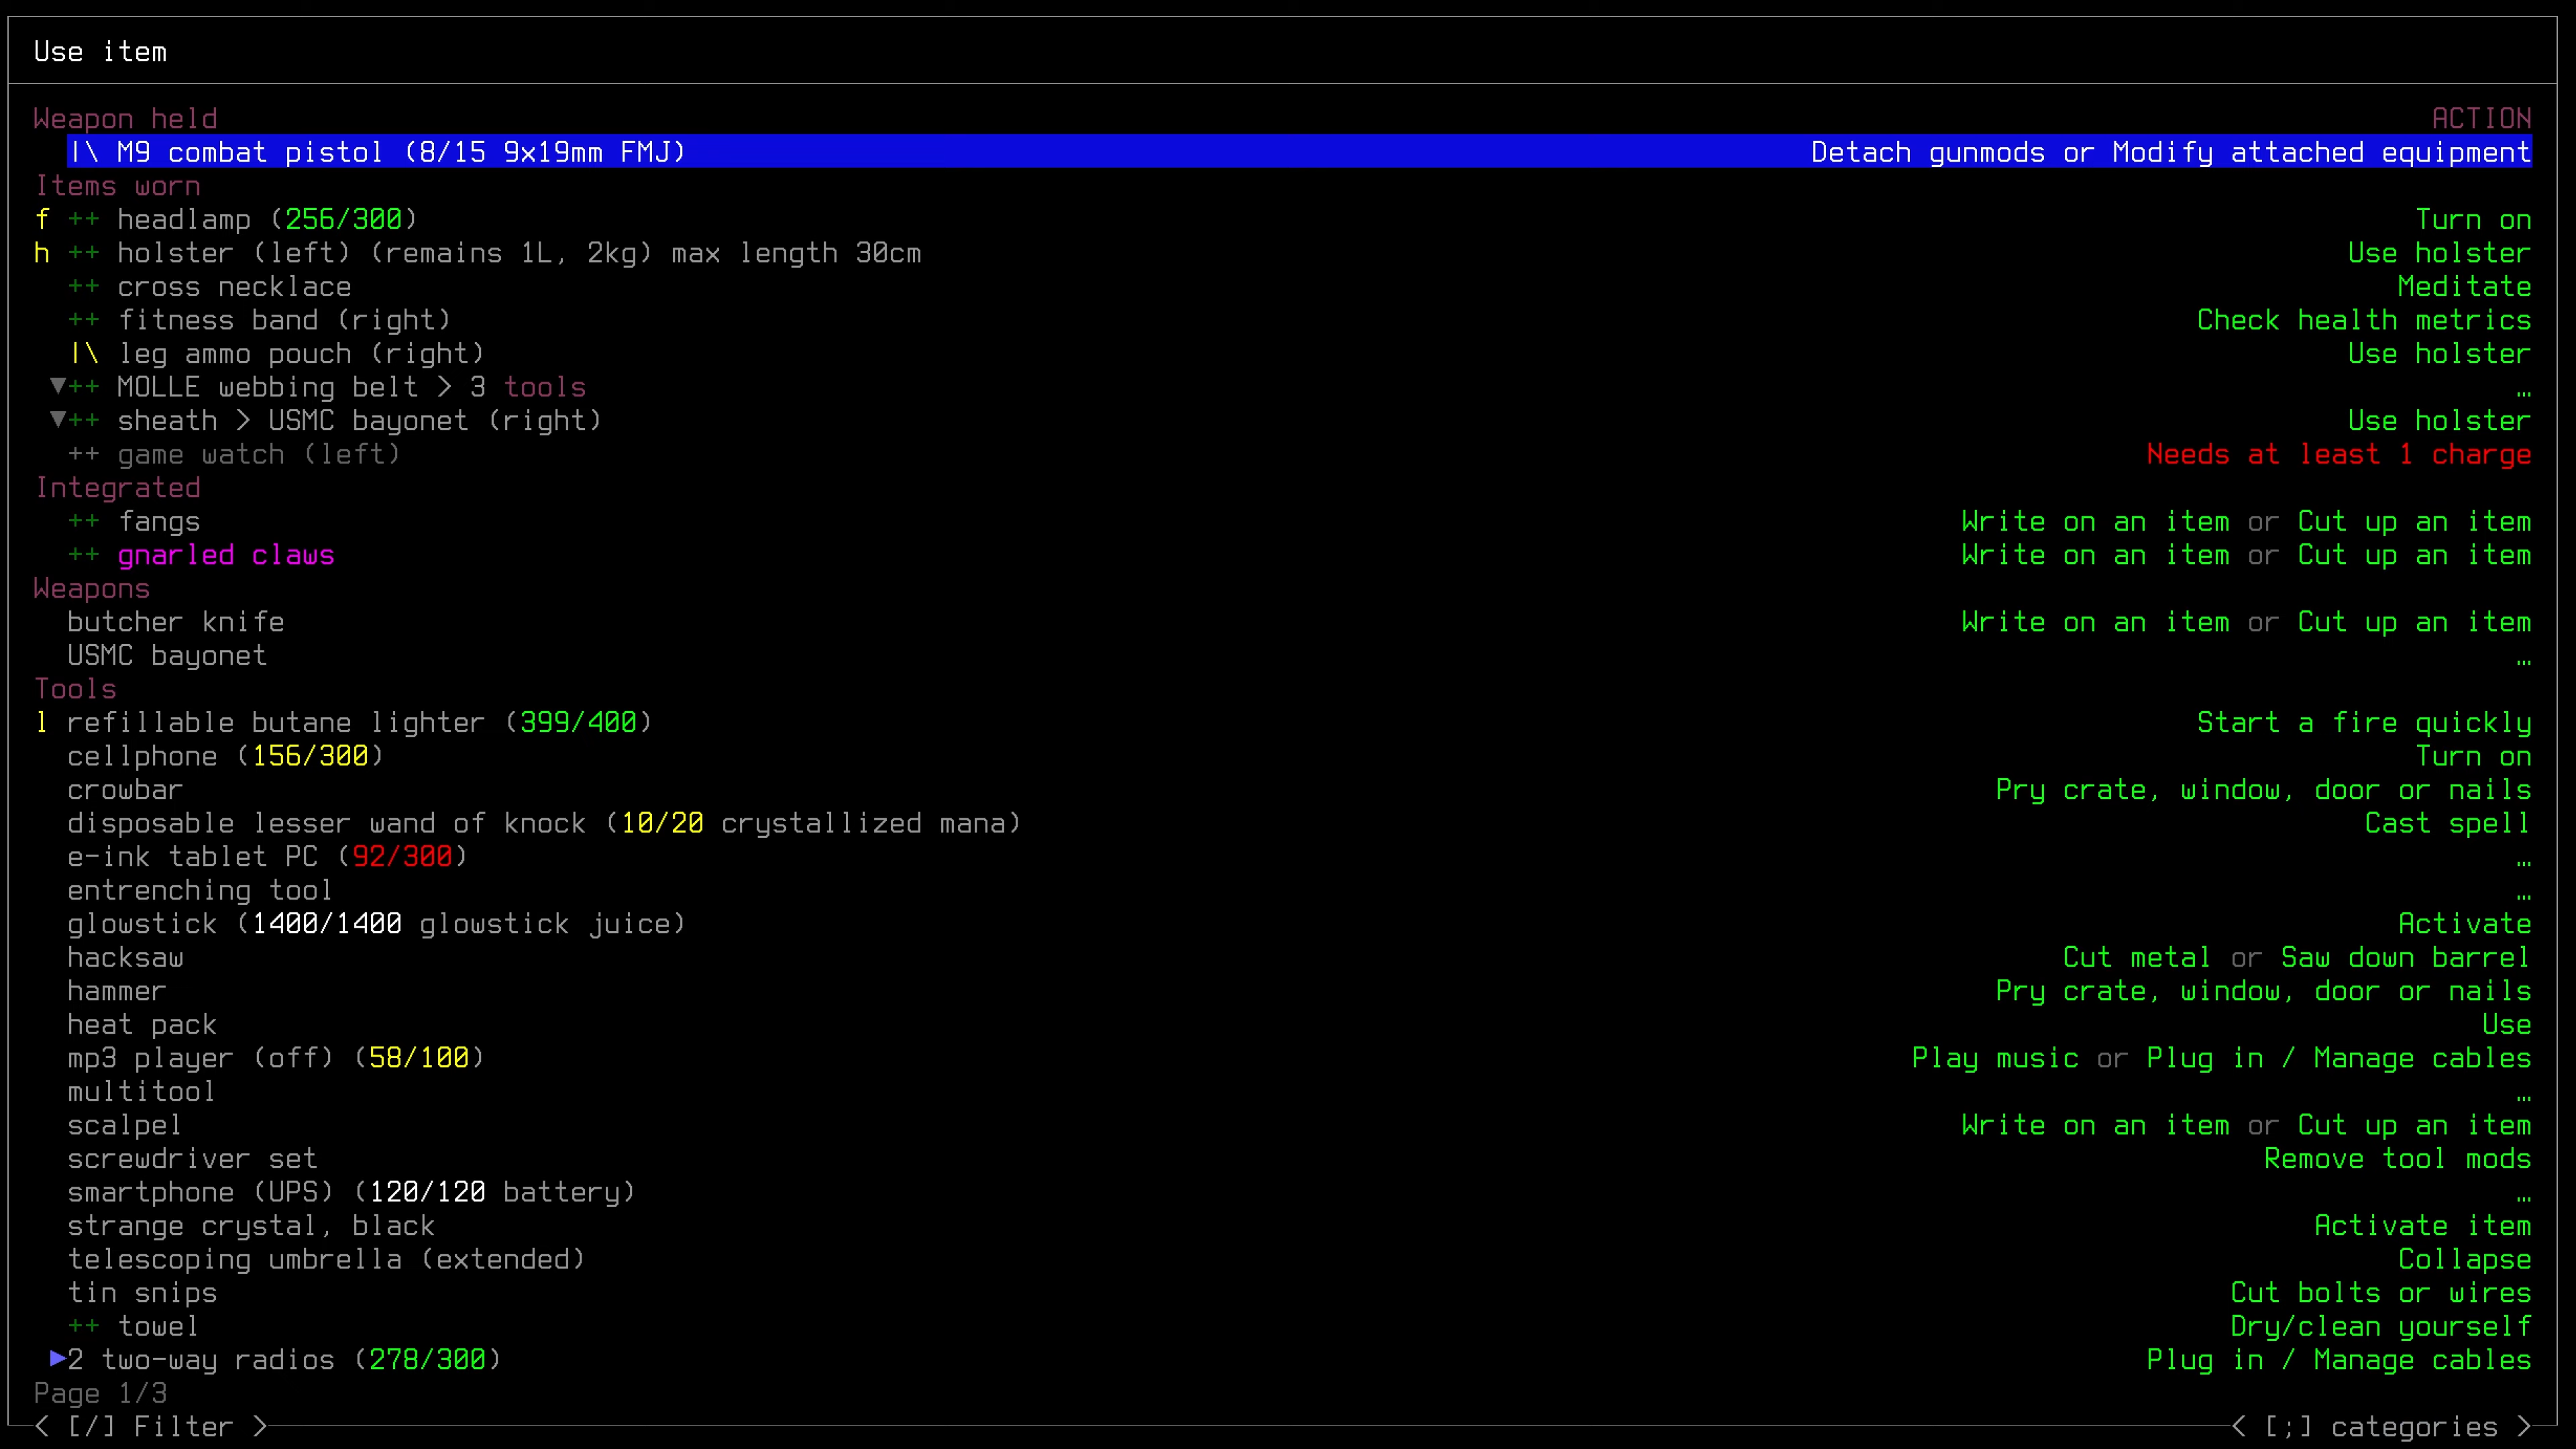 Use item
Weapon held ACTION
|\ M9 combat pistol (8/15 9x19mm FMJ) Detach gunmods or Modify attached equipment
Items worn
f ++ headlamp (256/300) Turn on
h ++ holster (left) (remains 1L, 2kg) max length 30cm Use holster
++ cross necklace Meditate
++ fitness band (right) Check health metrics
|\ leg ammo pouch (right) Use holster
▼++ MOLLE webbing belt > 3 tools …
▼++ sheath > USMC bayonet (right) Use holster
++ game watch (left) Needs at least 1 charge
Integrated
++ fangs Write on an item or Cut up an item
++ gnarled claws Write on an item or Cut up an item
Weapons
butcher knife Write on an item or Cut up an item
USMC bayonet …
Tools
l refillable butane lighter (399/400) Start a fire quickly
cellphone (156/300) Turn on
crowbar Pry crate, window, door or nails
disposable lesser wand of knock (10/20 crystallized mana) Cast spell
e-ink tablet PC (92/300) …
entrenching tool …
glowstick (1400/1400 glowstick juice) Activate
hacksaw Cut metal or Saw down barrel
hammer Pry crate, window, door or nails
heat pack Use
mp3 player (off) (58/100) Play music or Plug in / Manage cables
multitool …
scalpel Write on an item or Cut up an item
screwdriver set Remove tool mods
smartphone (UPS) (120/120 battery) …
strange crystal, black Activate item
telescoping umbrella (extended) Collapse
tin snips Cut bolts or wires
++ towel Dry/clean yourself
▶2 two-way radios (278/300) Plug in / Manage cables
Page 1/3
< [/] Filter > < [;] categories >